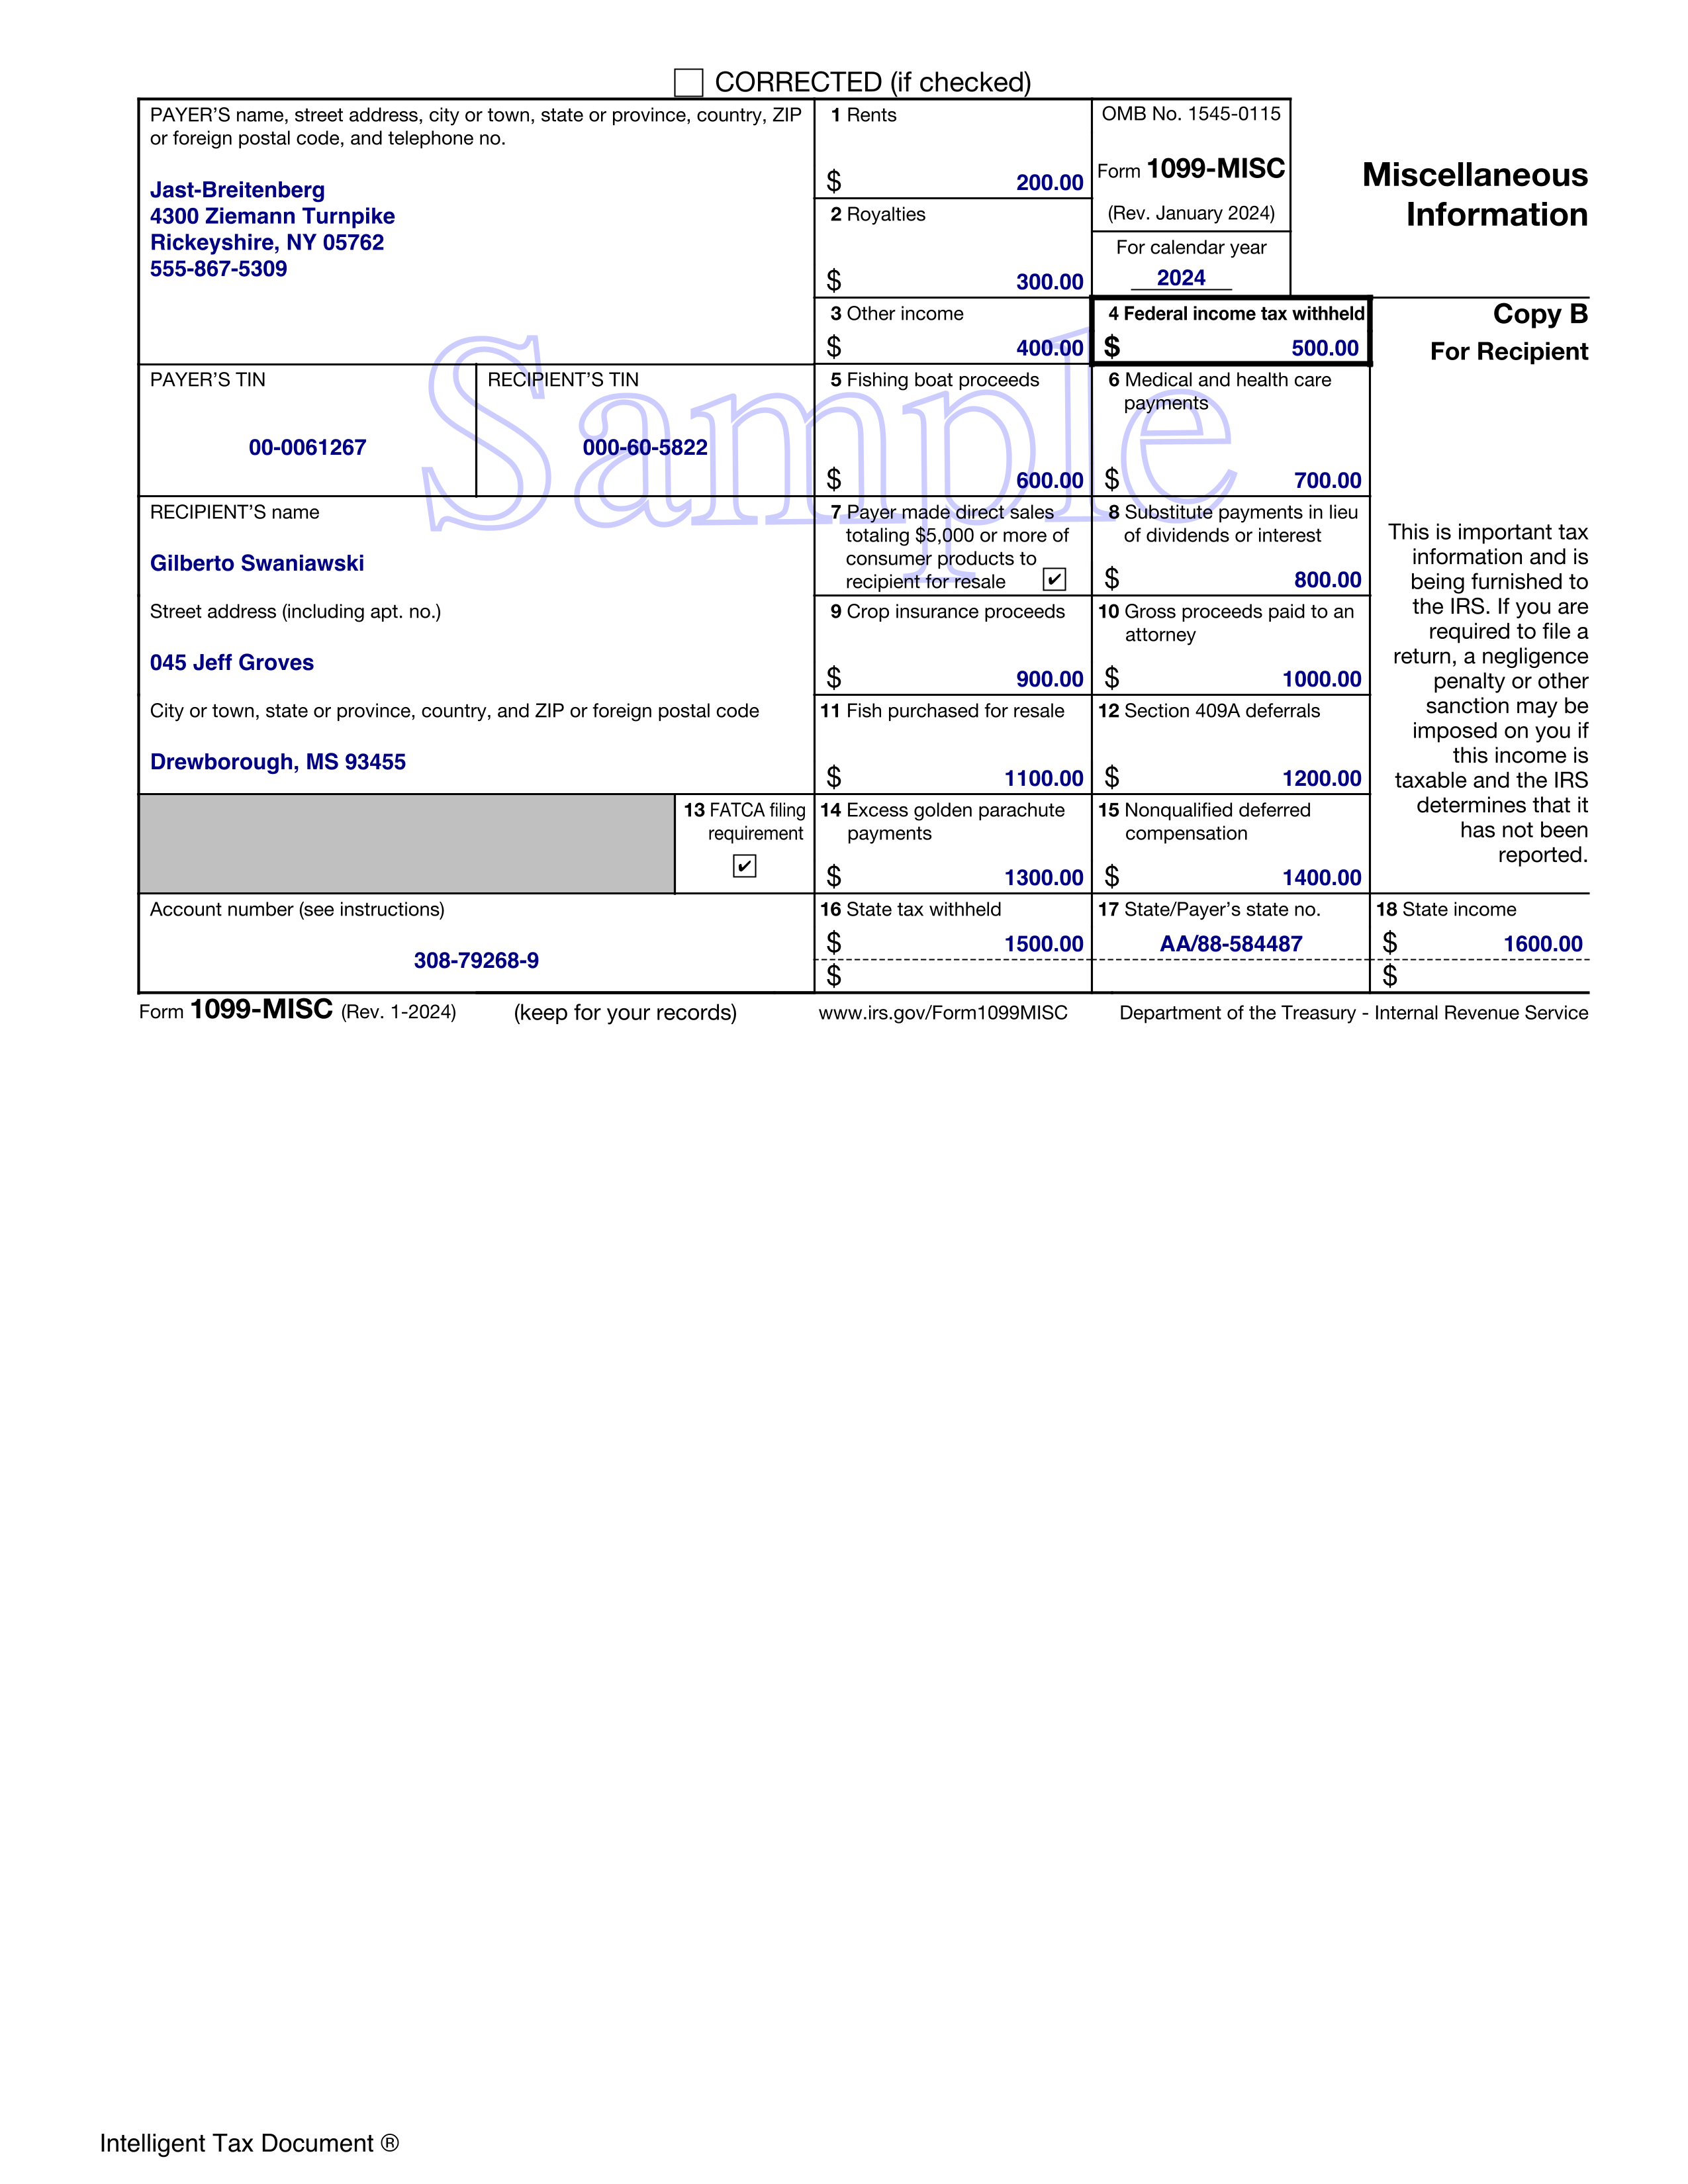 CORRECTED (if checked)
PAYER’S name, street address, city or town, state or province, country, ZIP
or foreign postal code, and telephone no.
Jast-Breitenberg
4300 Ziemann Turnpike
Rickeyshire, NY 05762
555-867-5309
1 Rents
$ 200.00
2 Royalties
$ 300.00
OMB No. 1545-0115
Form 1099-MISC
(Rev. January 2024)
For calendar year
2024
Miscellaneous
Information
3 Other income
$ 400.00
4 Federal income tax withheld
$ 500.00
Copy B
For Recipient
PAYER’S TIN
00-0061267
RECIPIENT’S TIN
000-60-5822
5 Fishing boat proceeds
$ 600.00
6 Medical and health care
payments
$ 700.00
RECIPIENT’S name
Gilberto Swaniawski
7 Payer made direct sales
totaling $5,000 or more of
consumer products to
recipient for resale ✔
8 Substitute payments in lieu
of dividends or interest
$ 800.00
Street address (including apt. no.)
045 Jeff Groves
9 Crop insurance proceeds
$ 900.00
10 Gross proceeds paid to an
attorney
$ 1000.00
City or town, state or province, country, and ZIP or foreign postal code
Drewborough, MS 93455
11 Fish purchased for resale
$ 1100.00
12 Section 409A deferrals
$ 1200.00
This is important tax
information and is
being furnished to
the IRS. If you are
required to file a
return, a negligence
penalty or other
sanction may be
imposed on you if
this income is
taxable and the IRS
determines that it
has not been
reported.
13 FATCA filing
requirement
✔
14 Excess golden parachute
payments
$ 1300.00
15 Nonqualified deferred
compensation
$ 1400.00
Account number (see instructions)
308-79268-9
16 State tax withheld
$ 1500.00
$
17 State/Payer’s state no.
AA/88-584487
18 State income
$ 1600.00
$
Form 1099-MISC (Rev. 1-2024) (keep for your records) www.irs.gov/Form1099MISC Department of the Treasury - Internal Revenue Service
Sample
Intelligent Tax Document ®